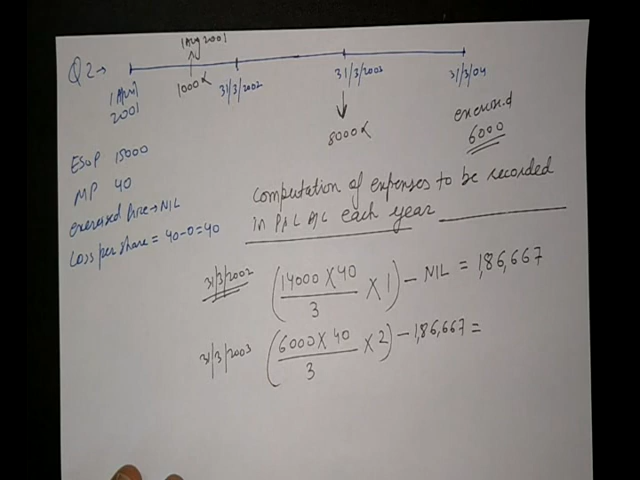 1 Aug 2001
Q2→
1 April
2001
1000 X
31/3/2002
31/3/2003
31/3/04
8000 X
exercised
6000
ESOP 15000
MP 40
exercised Price → NIL
Loss per share = 40-0=40
Computation of expenses to be recorded
in P/L A/C each year
31/3/2002 (14000 X 40 / 3 X 1) - NIL = 1,86,667
31/3/2003 (6000 X 40 / 3 X 2) - 1,86,667 =